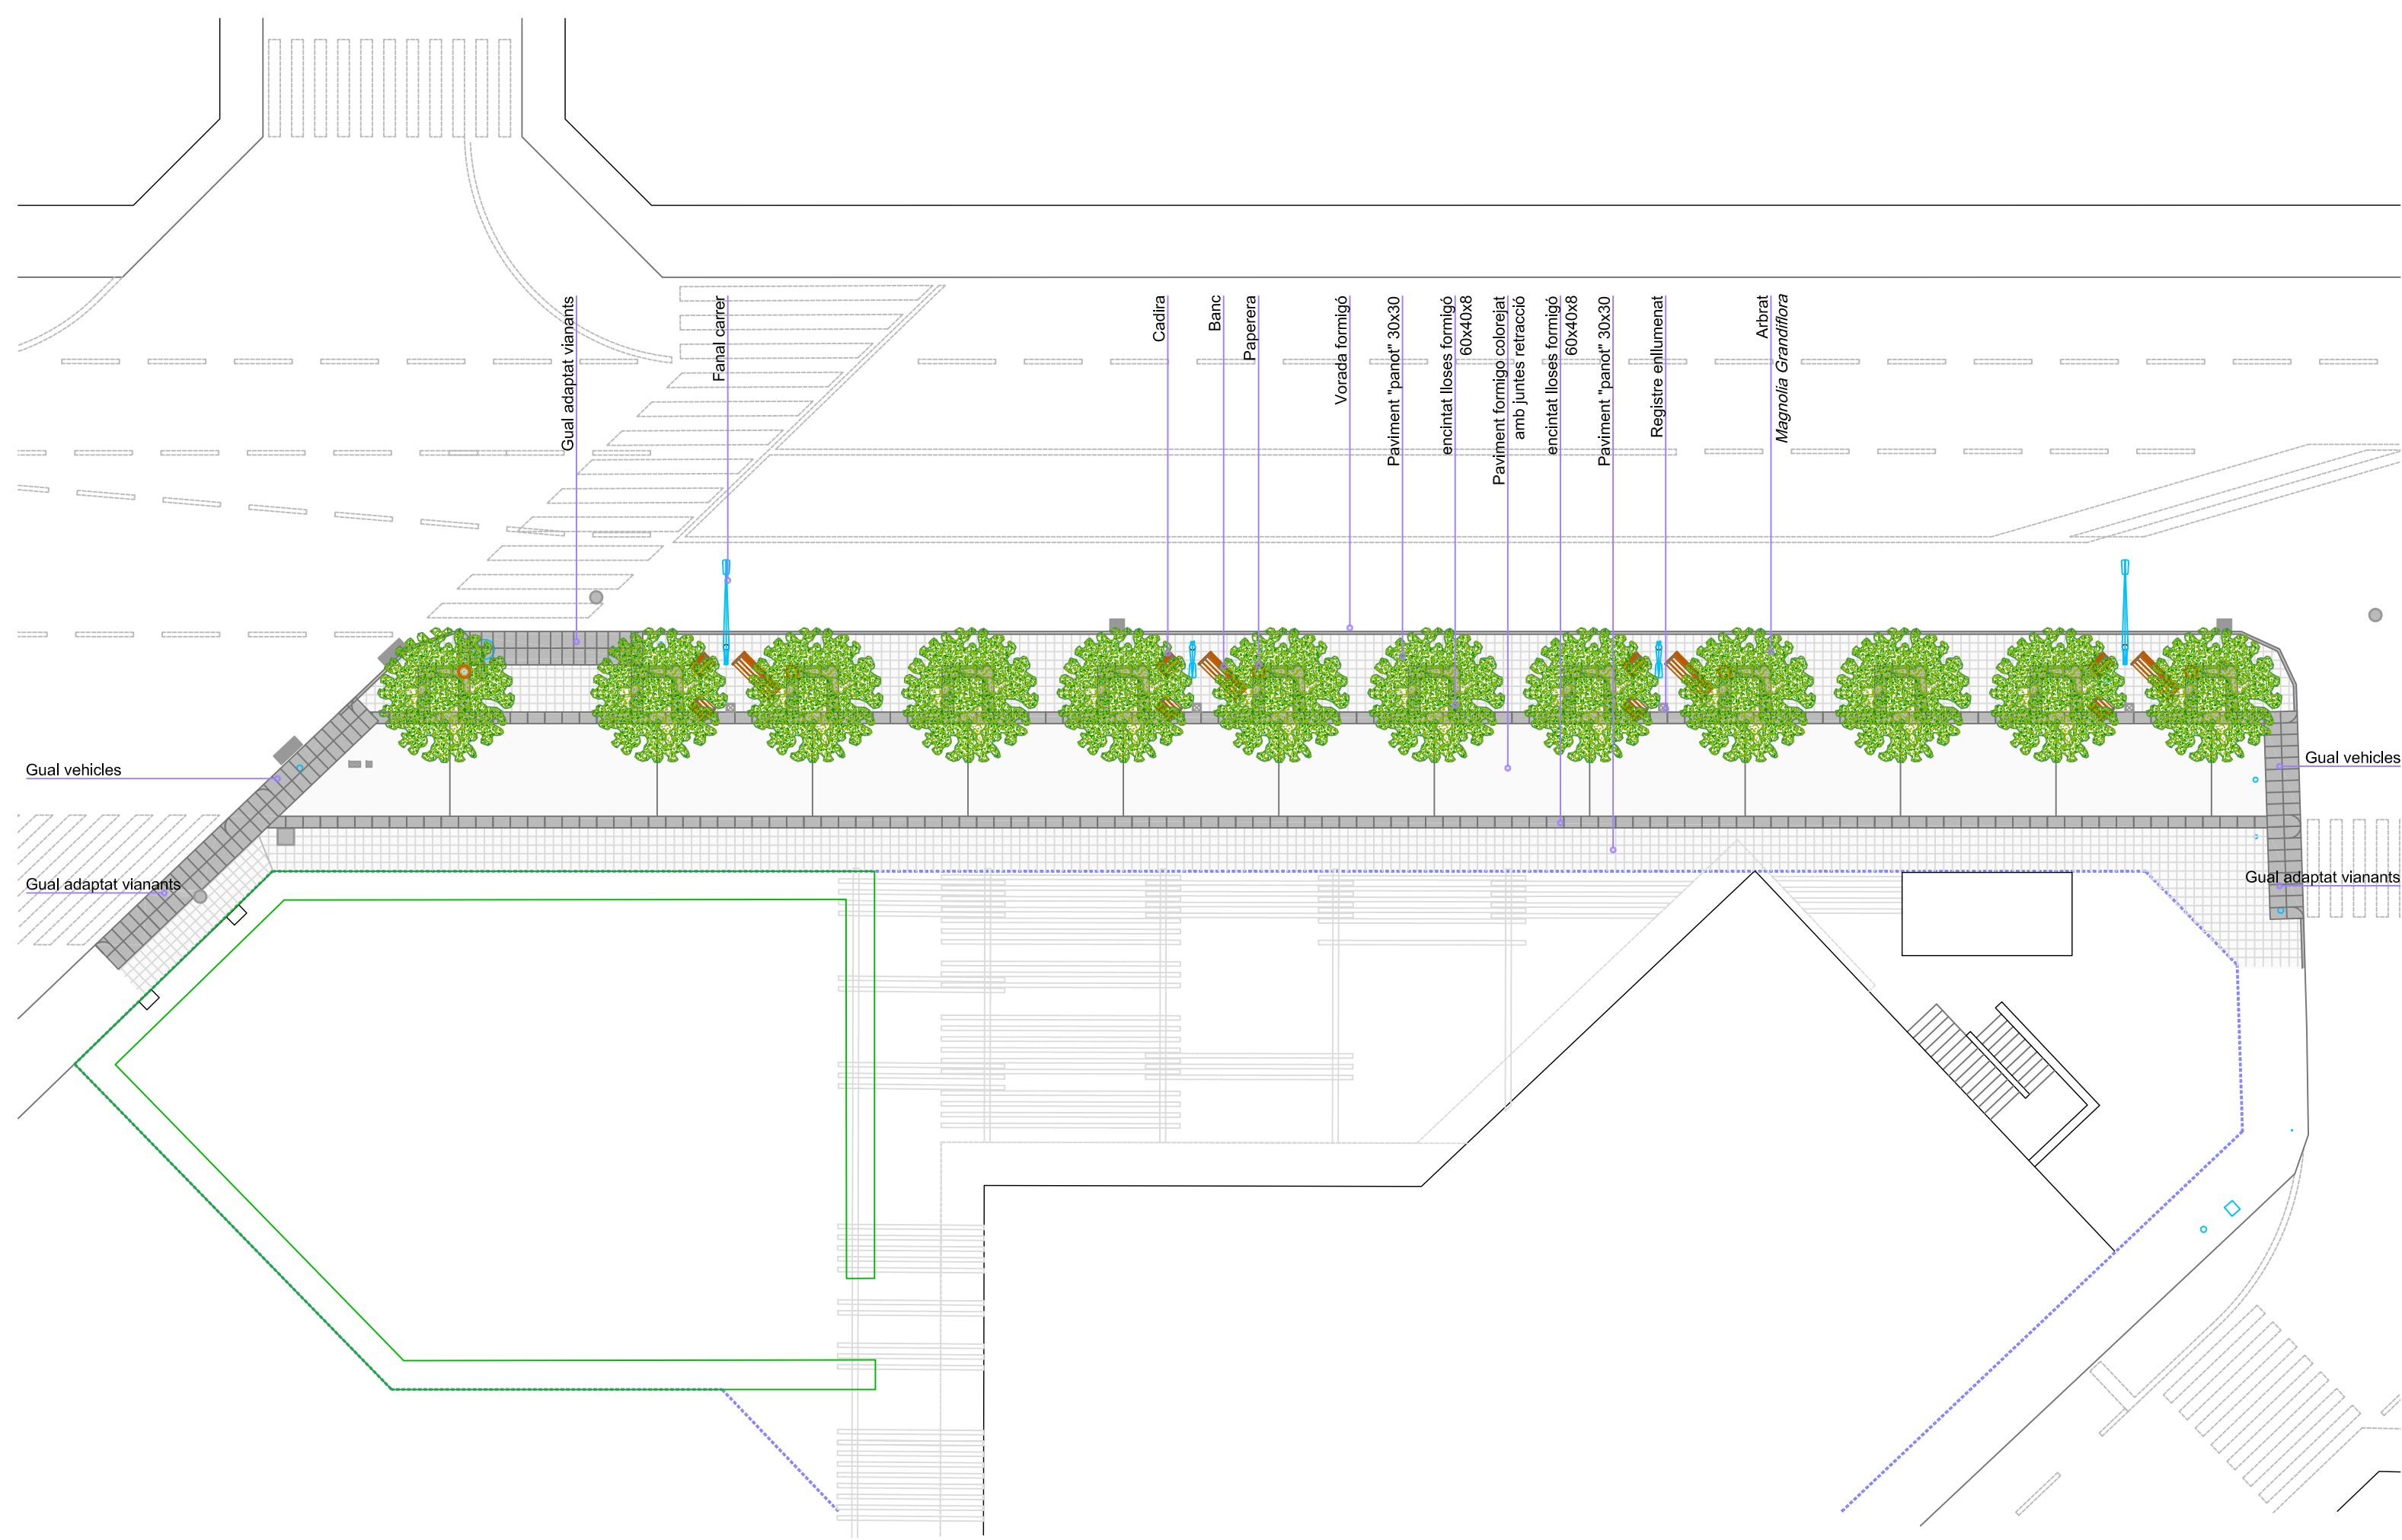 Gual adaptat vianants
Fanal carrer
Cadira
Banc
Paperera
Vorada formigó
Paviment "panot" 30x30
encintat lloses formigó
60x40x8
Paviment formigo colorejat
amb juntes retracció
encintat lloses formigó
60x40x8
Paviment "panot" 30x30
Registre enllumenat
Arbrat
Magnolia Grandiflora
Gual vehicles
Gual vehicles
Gual adaptat vianants
Gual adaptat vianants